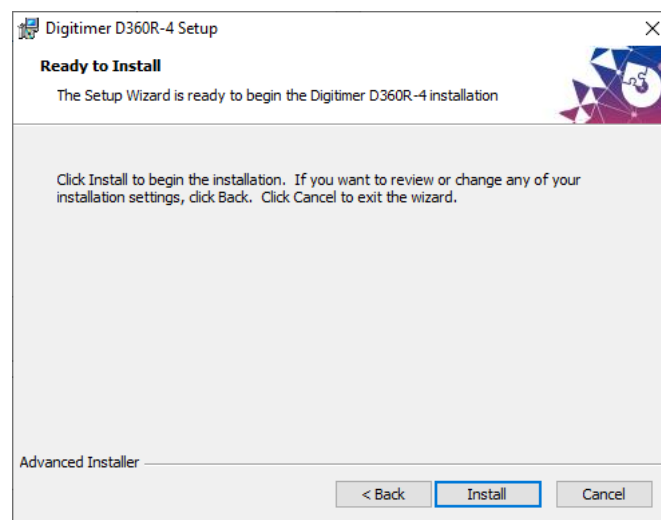 Digitimer D360R-4 Setup
Ready to Install
The Setup Wizard is ready to begin the Digitimer D360R-4 installation
Click Install to begin the installation.  If you want to review or change any of your
installation settings, click Back.  Click Cancel to exit the wizard.
Advanced Installer
< Back
Install
Cancel